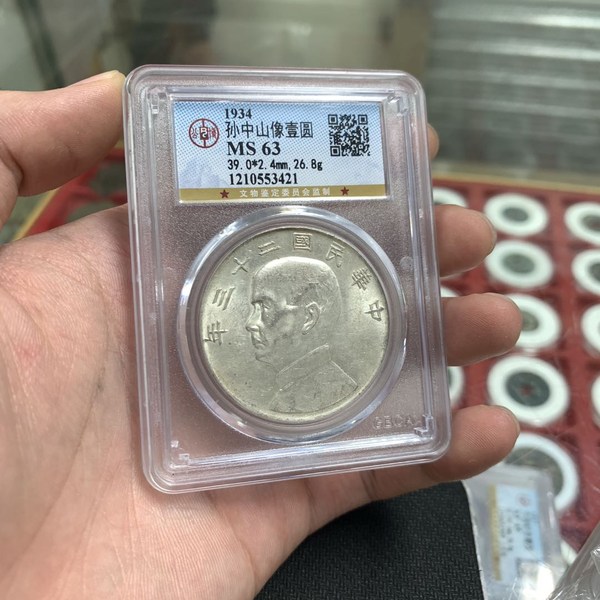 1934
孙中山像壹圆
MS 63
39.0*2.4mm,26.8g
1210553421
★ 文物鉴定委员会监制 ★
年三十二國民華中